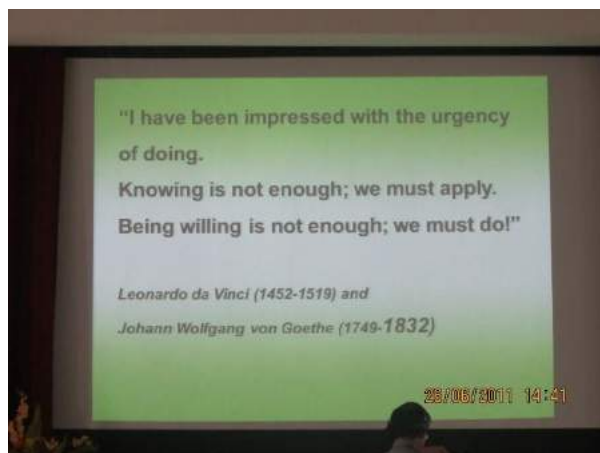 “I have been impressed with the urgency
of doing.
Knowing is not enough; we must apply.
Being willing is not enough; we must do!”
Leonardo da Vinci (1452-1519) and
Johann Wolfgang von Goethe (1749-1832)
28/06/2011 14:41